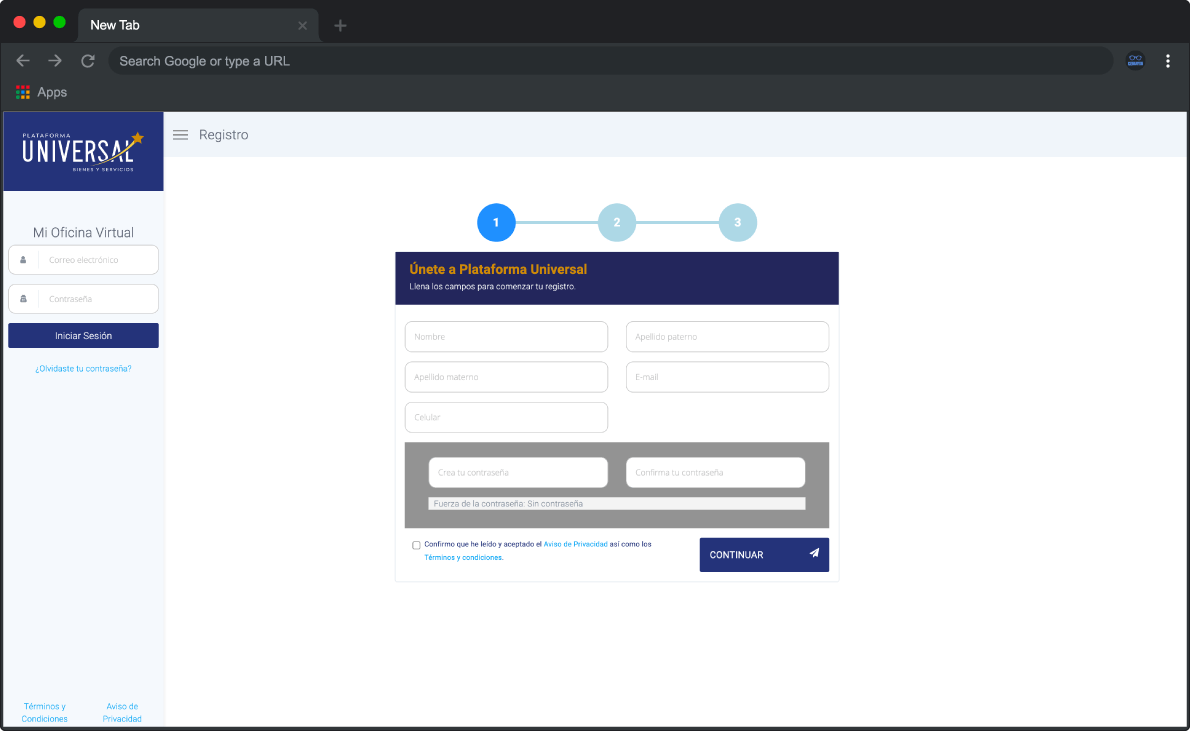 New Tab
Search Google or type a URL
Apps
PLATAFORMA
UNIVERSAL
BIENES Y SERVICIOS
Registro
Mi Oficina Virtual
Correo electrónico
Contraseña
Iniciar Sesión
¿Olvidaste tu contraseña?
1
2
3
Únete a Plataforma Universal
Llena los campos para comenzar tu registro.
Nombre
Apellido paterno
Apellido materno
E-mail
Celular
Crea tu contraseña
Confirma tu contraseña
Fuerza de la contraseña: Sin contraseña
Confirmo que he leído y aceptado el Aviso de Privacidad así como los
Términos y condiciones.
CONTINUAR
Términos y
Condiciones
Aviso de
Privacidad